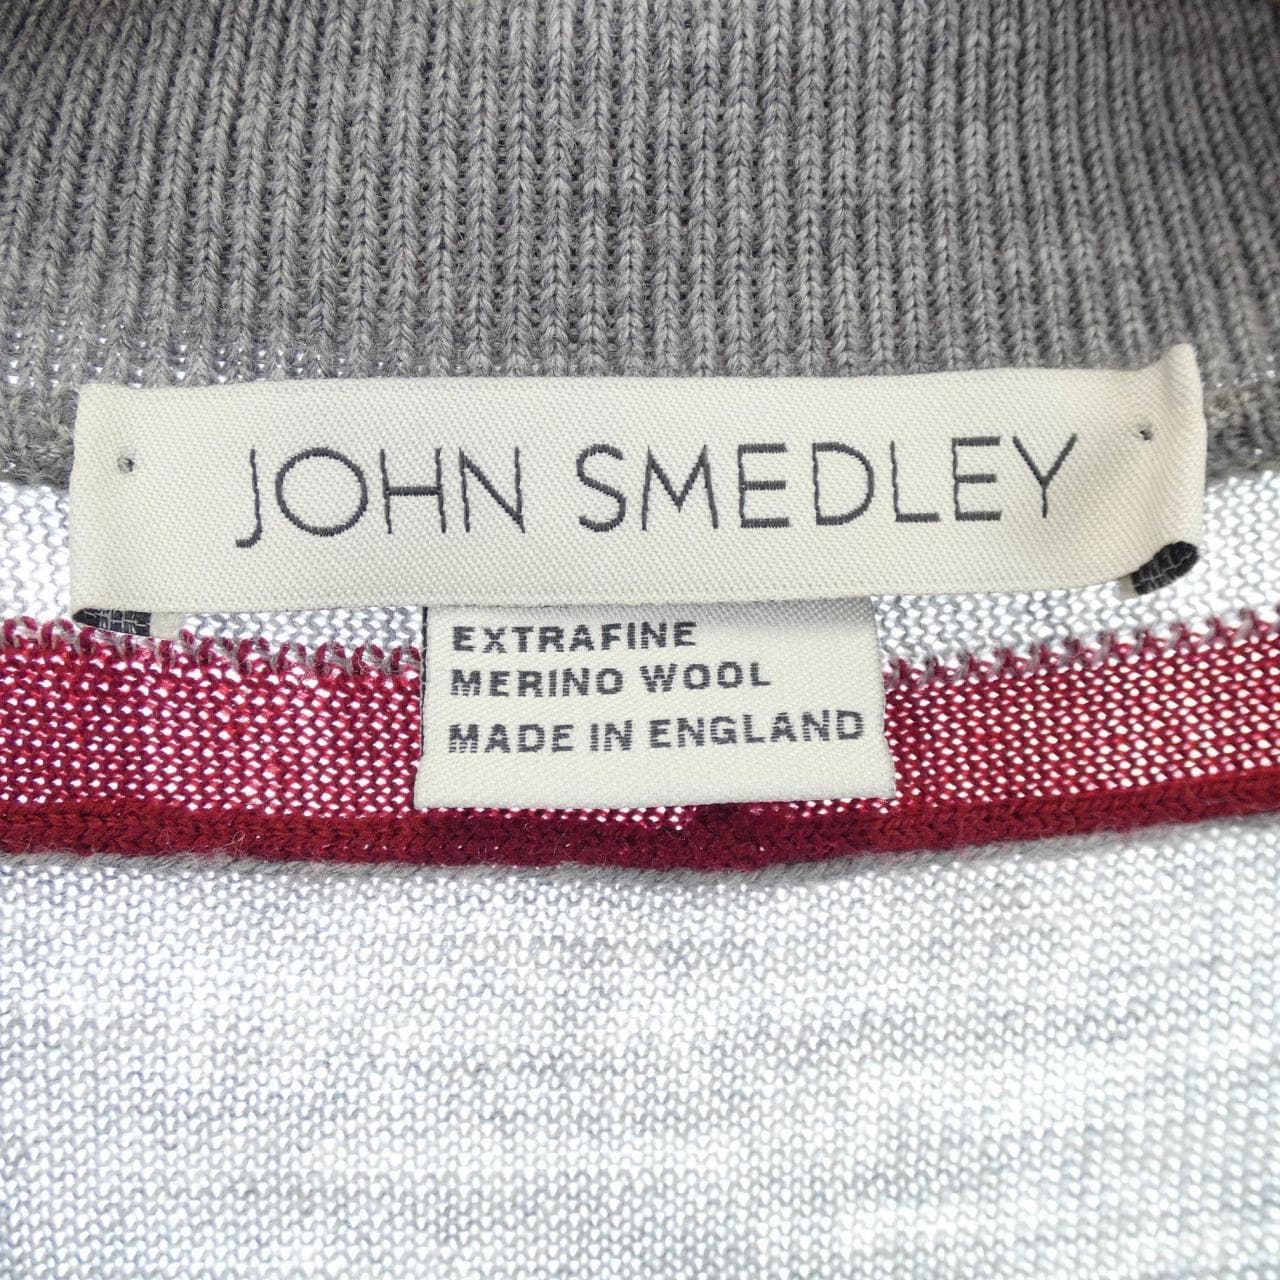 JOHN SMEDLEY
EXTRAFINE
MERINO WOOL
MADE IN ENGLAND